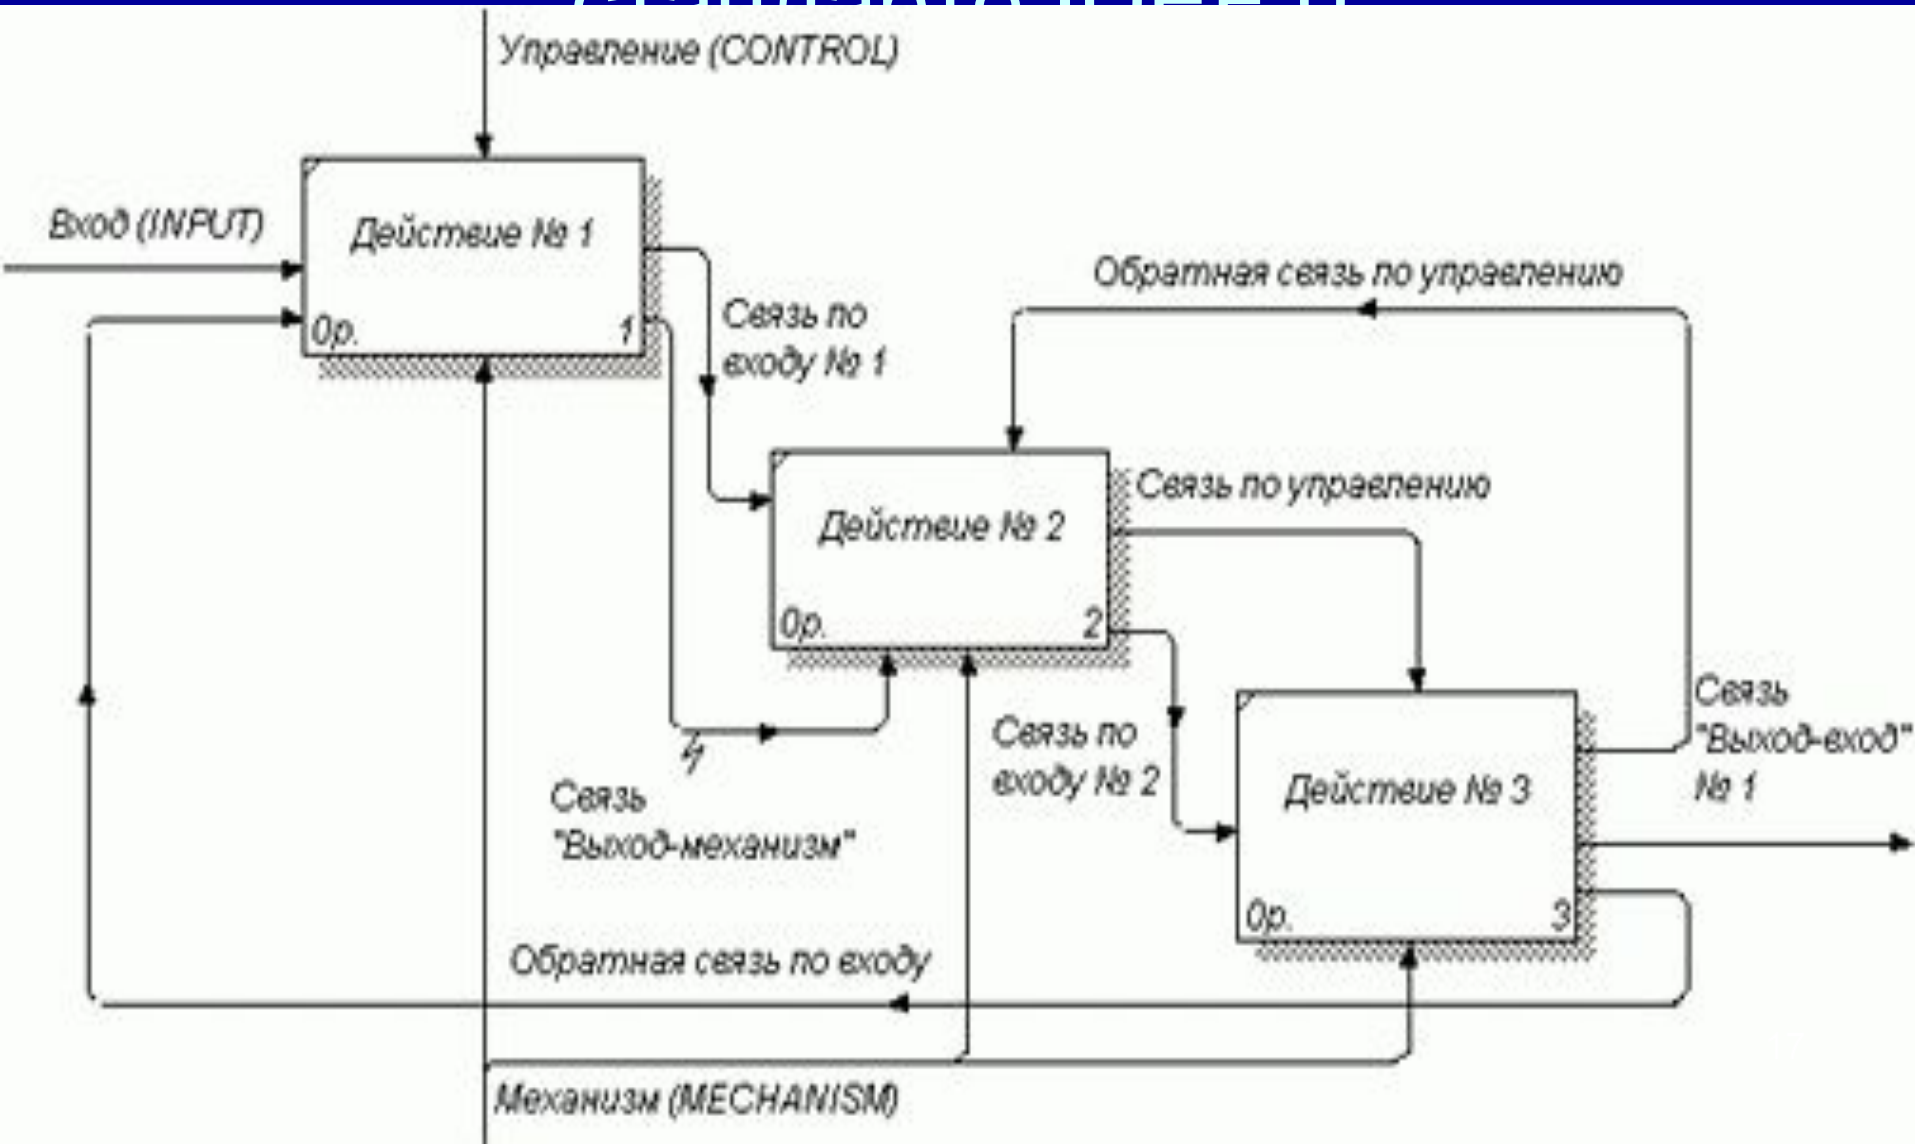 Управление (CONTROL)
Вход (INPUT)
Действие № 1
0р.
1
Связь по
входу № 1
Обратная связь по управлению
Связь по управлению
Действие № 2
0р.
2
Связь
"Выход-вход"
№ 1
Связь по
входу № 2
Действие № 3
0р.
3
Связь
"Выход-механизм"
Обратная связь по входу
Механизм (MECHANISM)